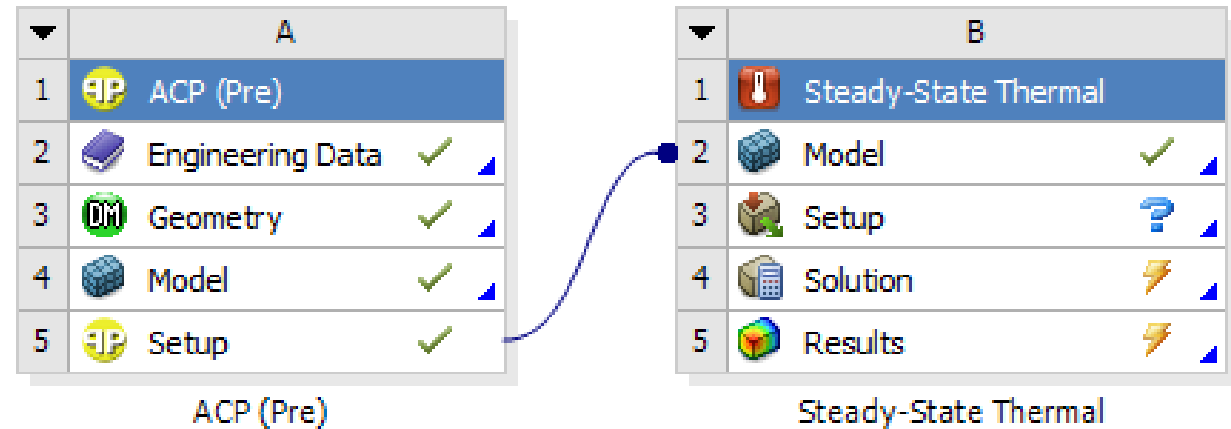 A
1 ACP (Pre)
2 Engineering Data
3 DM Geometry
4 Model
5 Setup
ACP (Pre)
B
1 Steady-State Thermal
2 Model
3 Setup ?
4 Solution
5 Results
Steady-State Thermal